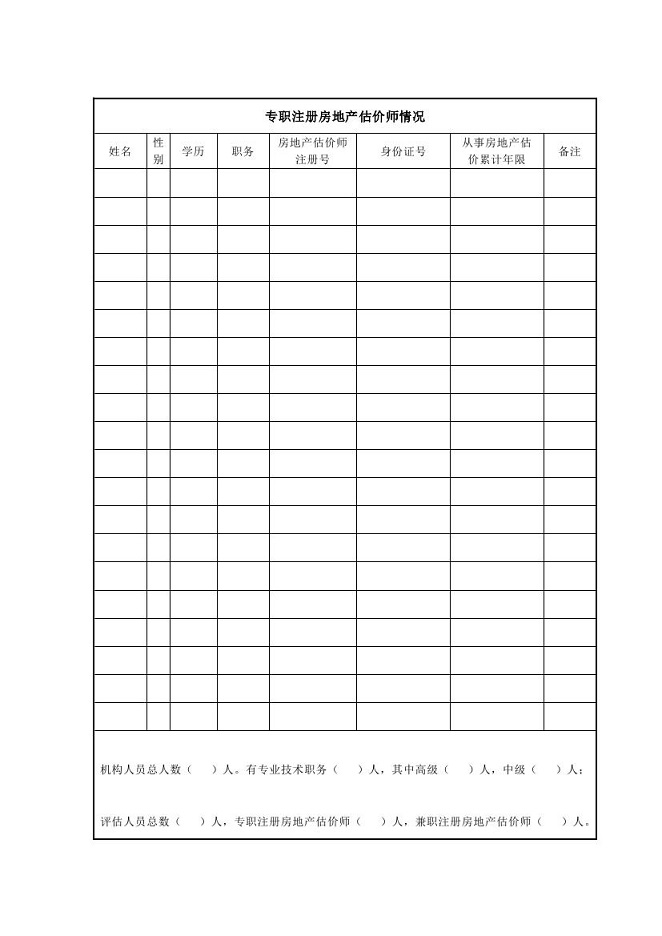 专职注册房地产估价师情况
姓名 性别 学历 职务 房地产估价师注册号 身份证号 从事房地产估价累计年限 备注
机构人员总人数（ ）人。有专业技术职务（ ）人，其中高级（ ）人，中级（ ）人；
评估人员总数（ ）人，专职注册房地产估价师（ ）人，兼职注册房地产估价师（ ）人。